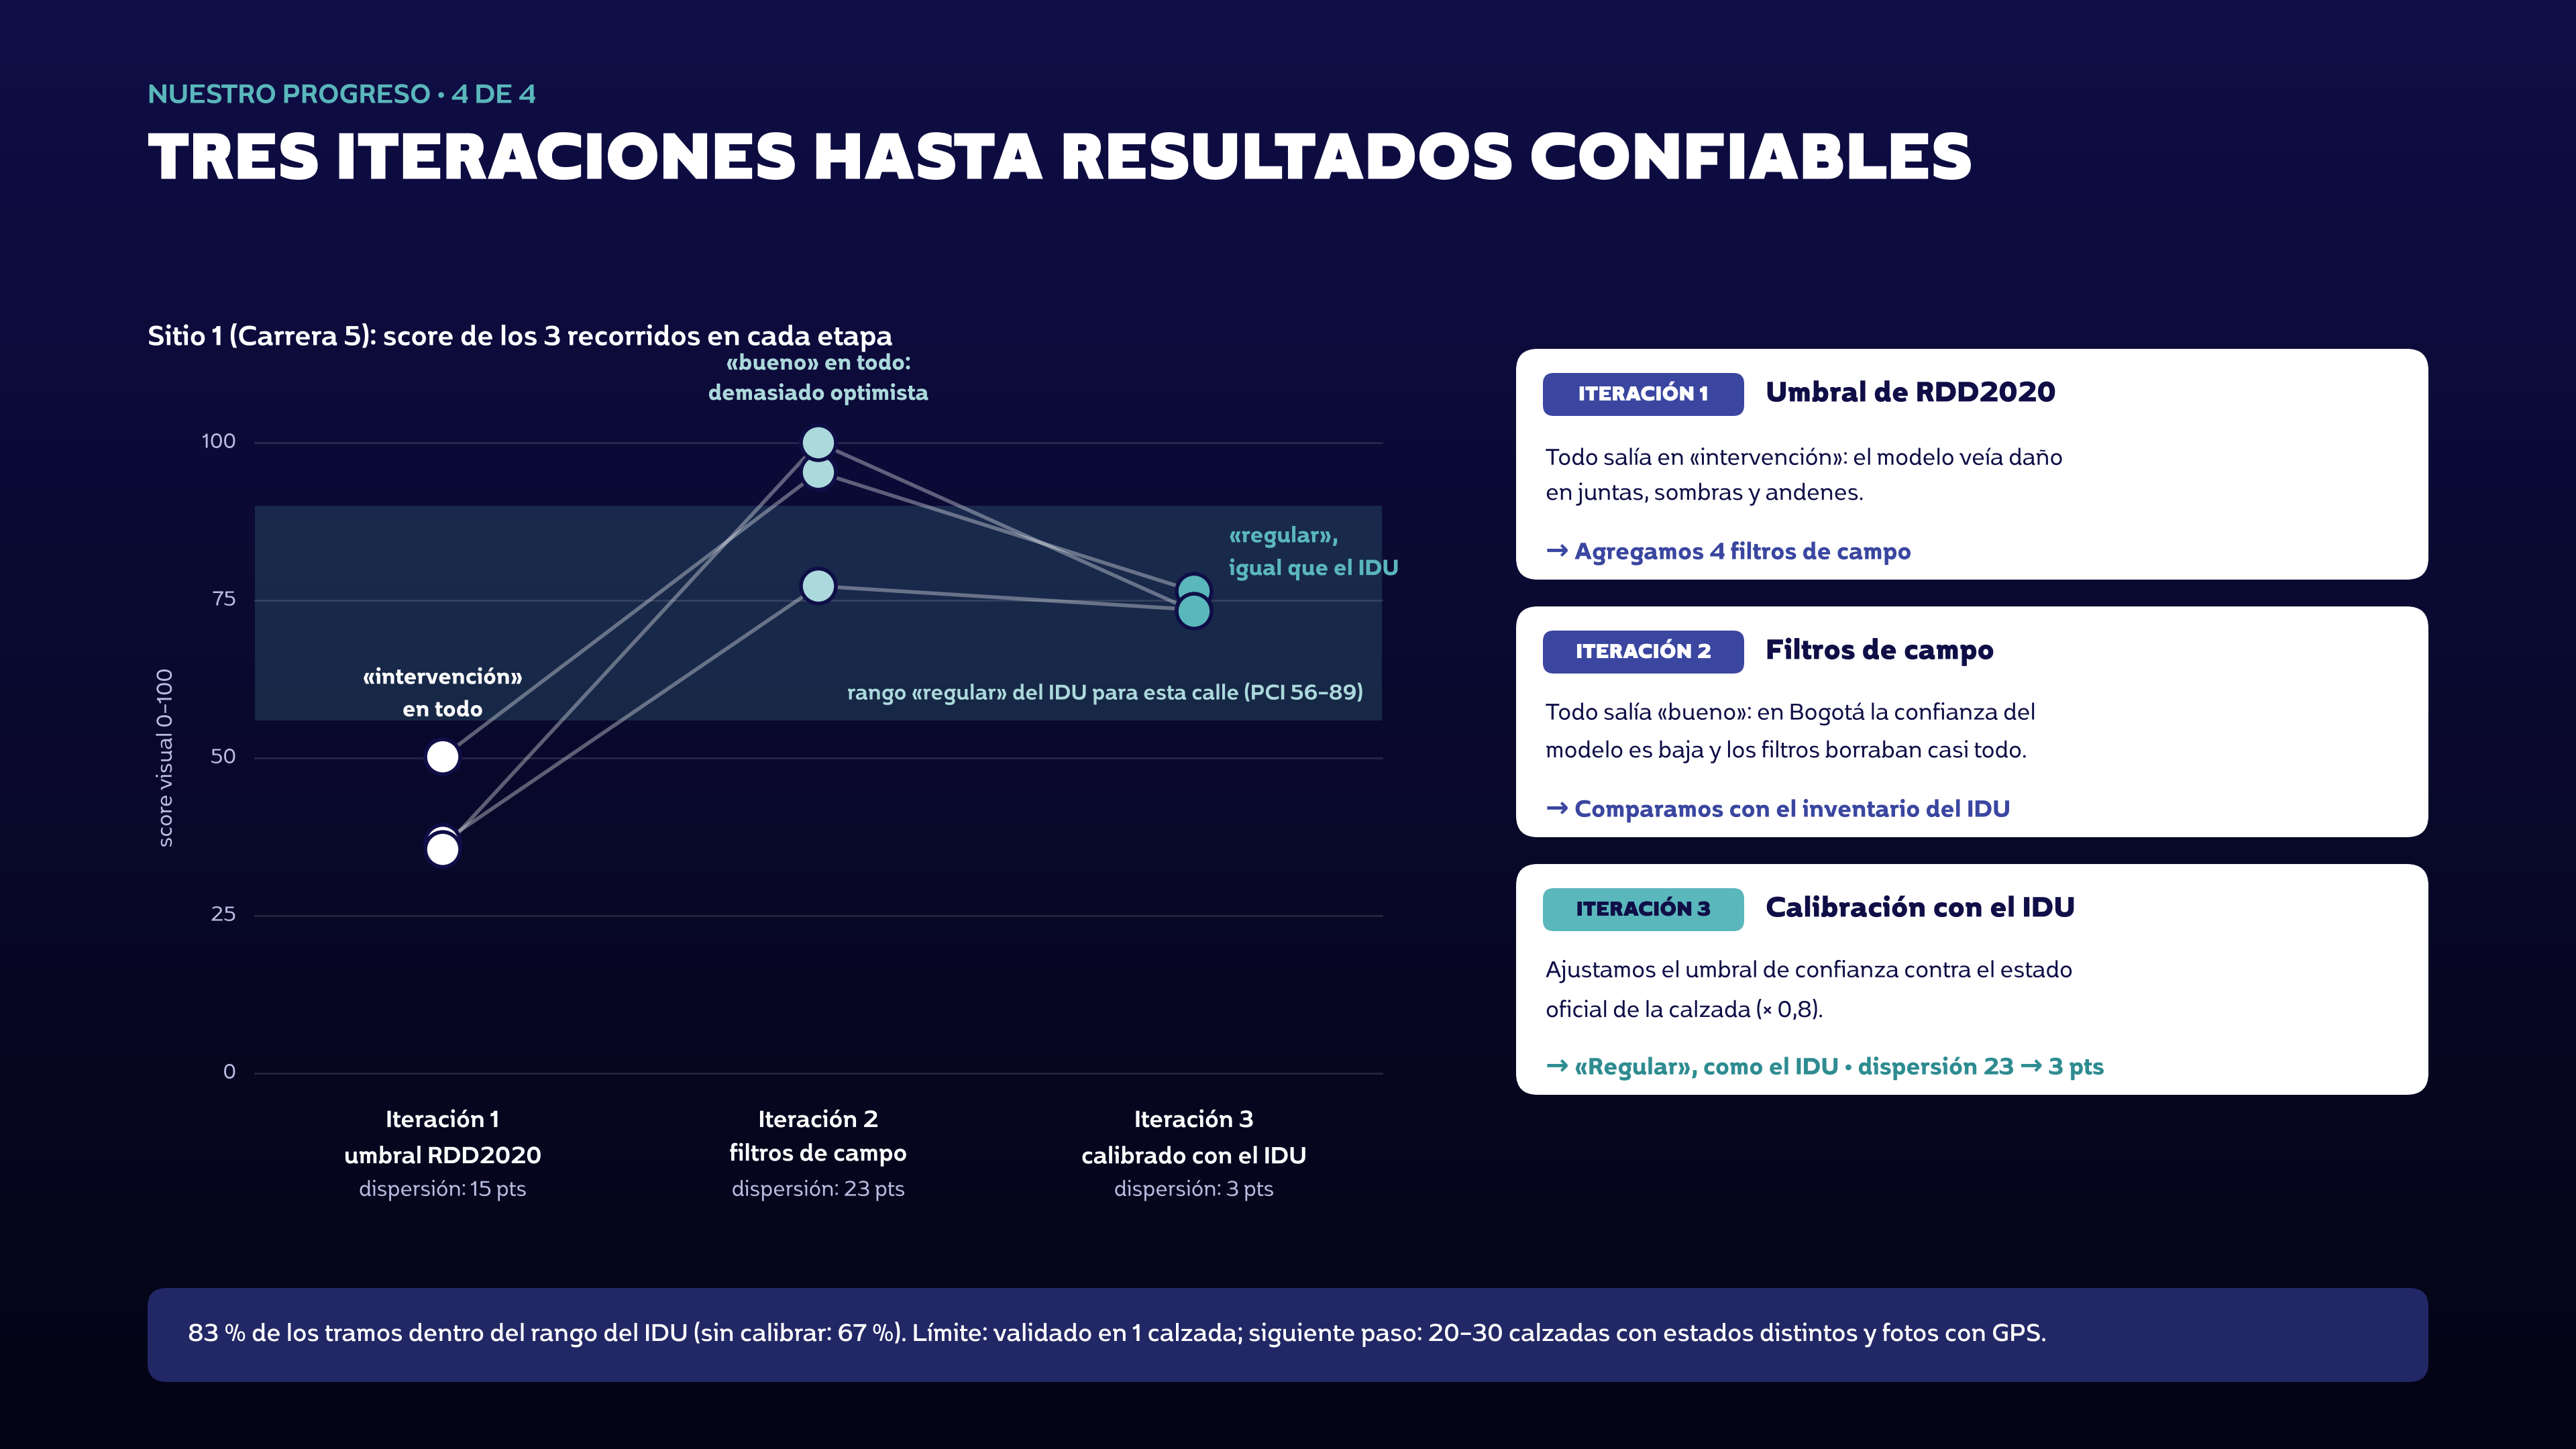 NUESTRO PROGRESO • 4 DE 4
TRES ITERACIONES HASTA RESULTADOS CONFIABLES
Sitio 1 (Carrera 5): score de los 3 recorridos en cada etapa
«bueno» en todo:
demasiado optimista
100
75
50
25
0
score visual 0–100
«intervención»
en todo
«regular»,
igual que el IDU
rango «regular» del IDU para esta calle (PCI 56–89)
Iteración 1
umbral RDD2020
dispersión: 15 pts
Iteración 2
filtros de campo
dispersión: 23 pts
Iteración 3
calibrado con el IDU
dispersión: 3 pts
ITERACIÓN 1 Umbral de RDD2020
Todo salía en «intervención»: el modelo veía daño
en juntas, sombras y andenes.
→ Agregamos 4 filtros de campo
ITERACIÓN 2 Filtros de campo
Todo salía «bueno»: en Bogotá la confianza del
modelo es baja y los filtros borraban casi todo.
→ Comparamos con el inventario del IDU
ITERACIÓN 3 Calibración con el IDU
Ajustamos el umbral de confianza contra el estado
oficial de la calzada (× 0,8).
→ «Regular», como el IDU • dispersión 23 → 3 pts
83 % de los tramos dentro del rango del IDU (sin calibrar: 67 %). Límite: validado en 1 calzada; siguiente paso: 20–30 calzadas con estados distintos y fotos con GPS.